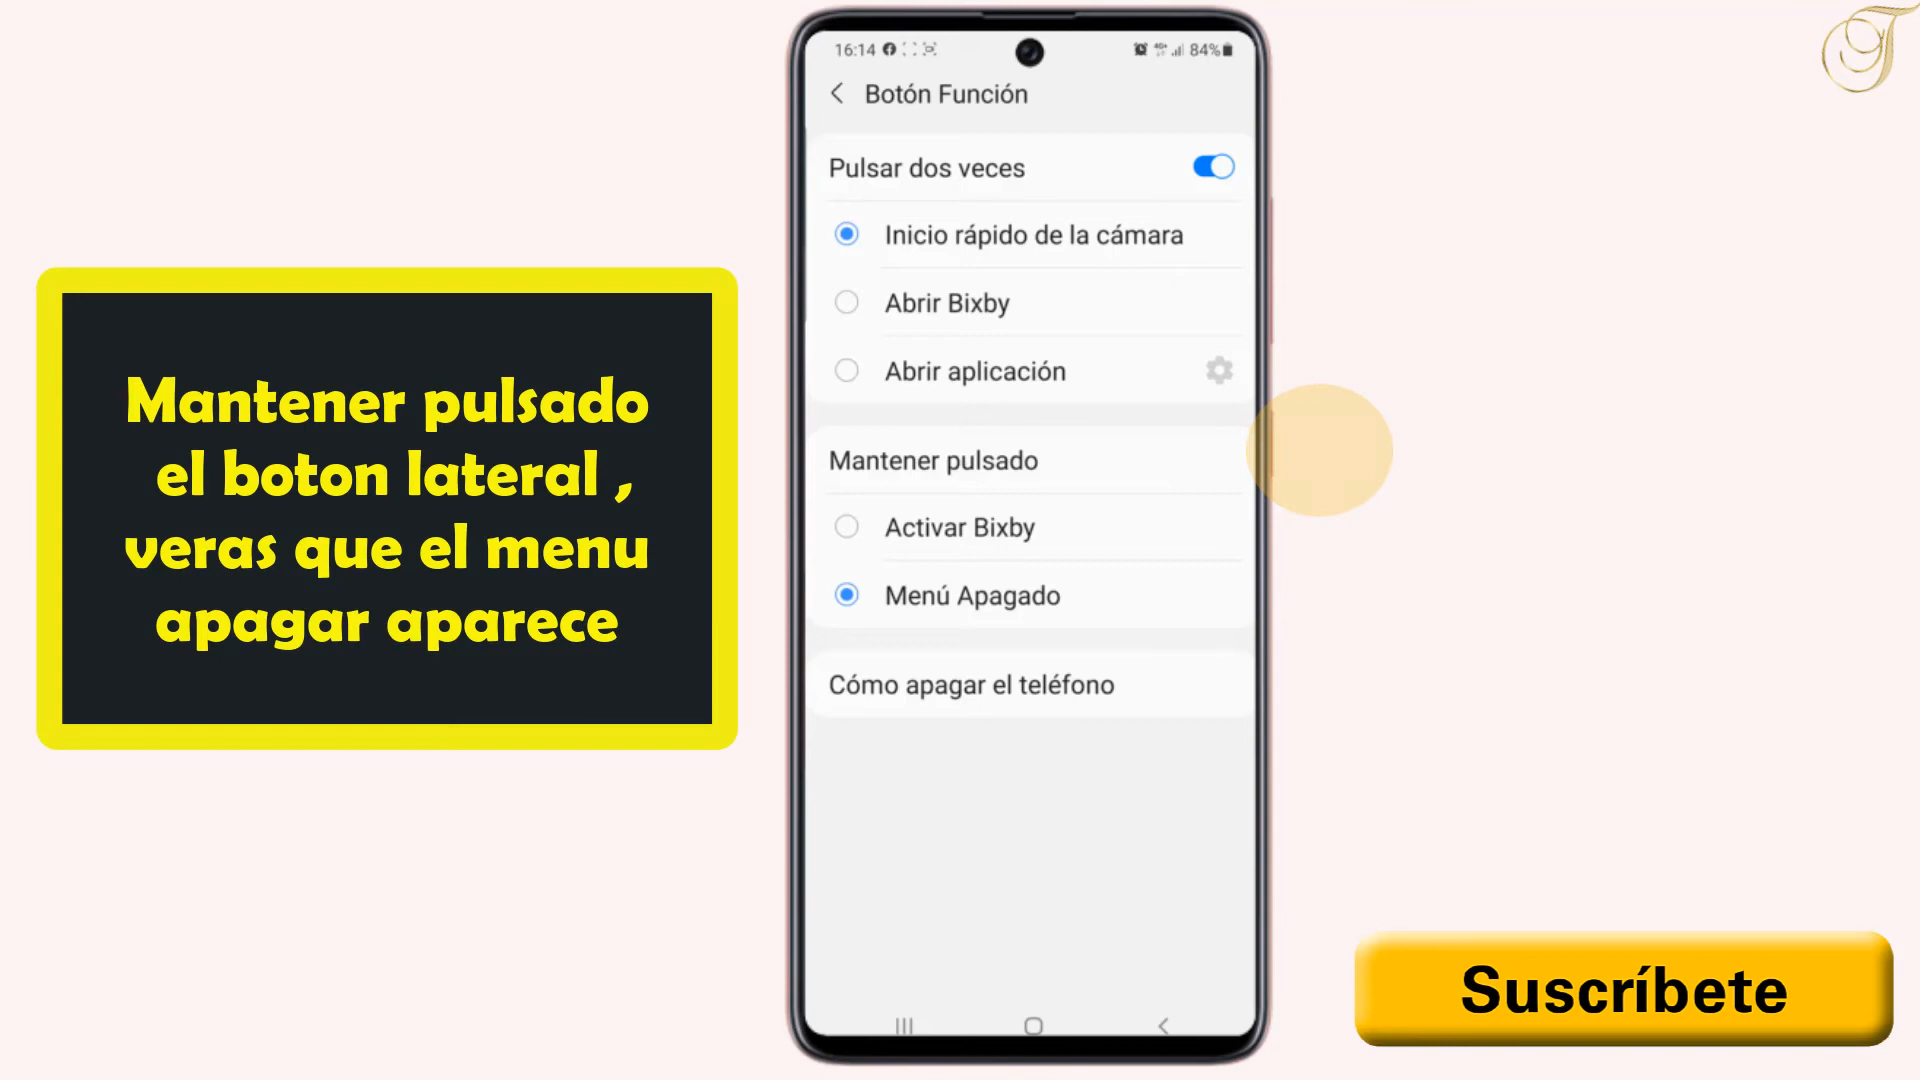 16:14
84%
Botón Función
Pulsar dos veces
Inicio rápido de la cámara
Abrir Bixby
Abrir aplicación
Mantener pulsado
Activar Bixby
Menú Apagado
Cómo apagar el teléfono
Mantener pulsado
el boton lateral ,
veras que el menu
apagar aparece
Suscríbete